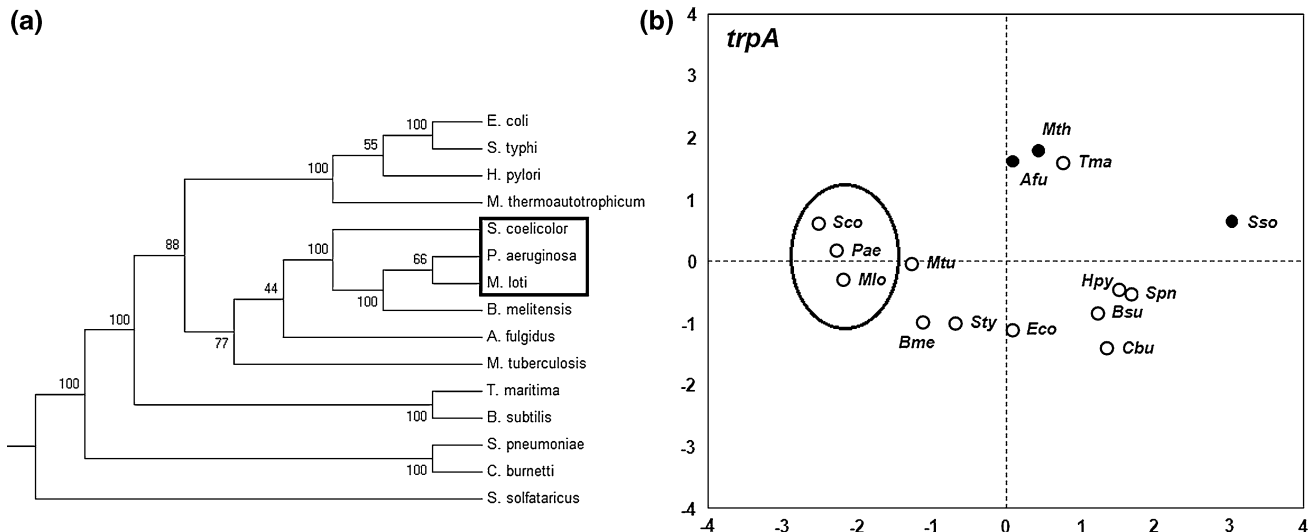 (a)
100
E. coli
55
S. typhi
100
H. pylori
M. thermoautotrophicum
88
S. coelicolor
100
66
P. aeruginosa
M. loti
44
100
B. melitensis
100
A. fulgidus
77
M. tuberculosis
100
T. maritima
100
B. subtilis
S. pneumoniae
100
C. burnetti
S. solfataricus
(b)
trpA
4
3
2
1
0
-1
-2
-3
-4
Mth
Tma
Afu
Sso
Sco
Pae
Mtu
Mlo
Hpy
Spn
Bsu
Bme
Sty
Eco
Cbu
-4 -3 -2 -1 0 1 2 3 4